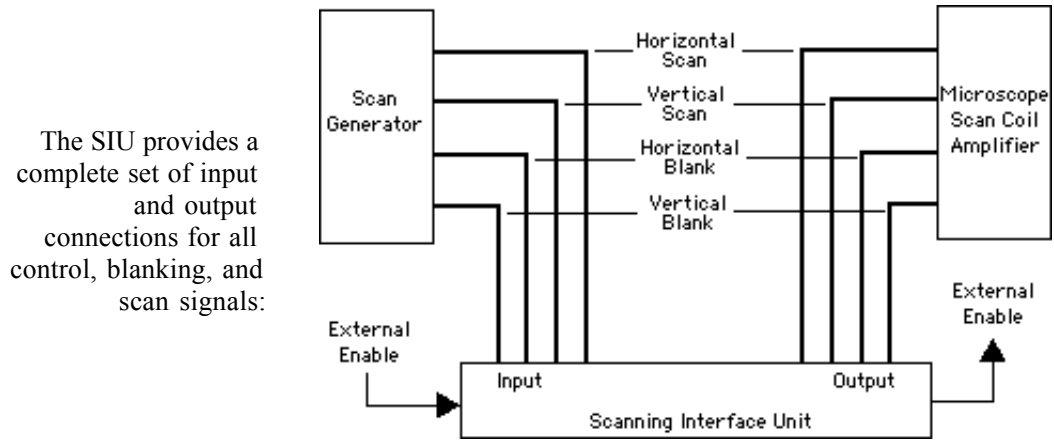 The SIU provides a
complete set of input
and output
connections for all
control, blanking, and
scan signals:
Scan
Generator
Horizontal
Scan
Vertical
Scan
Horizontal
Blank
Vertical
Blank
Microscope
Scan Coil
Amplifier
External
Enable
External
Enable
Input
Output
Scanning Interface Unit